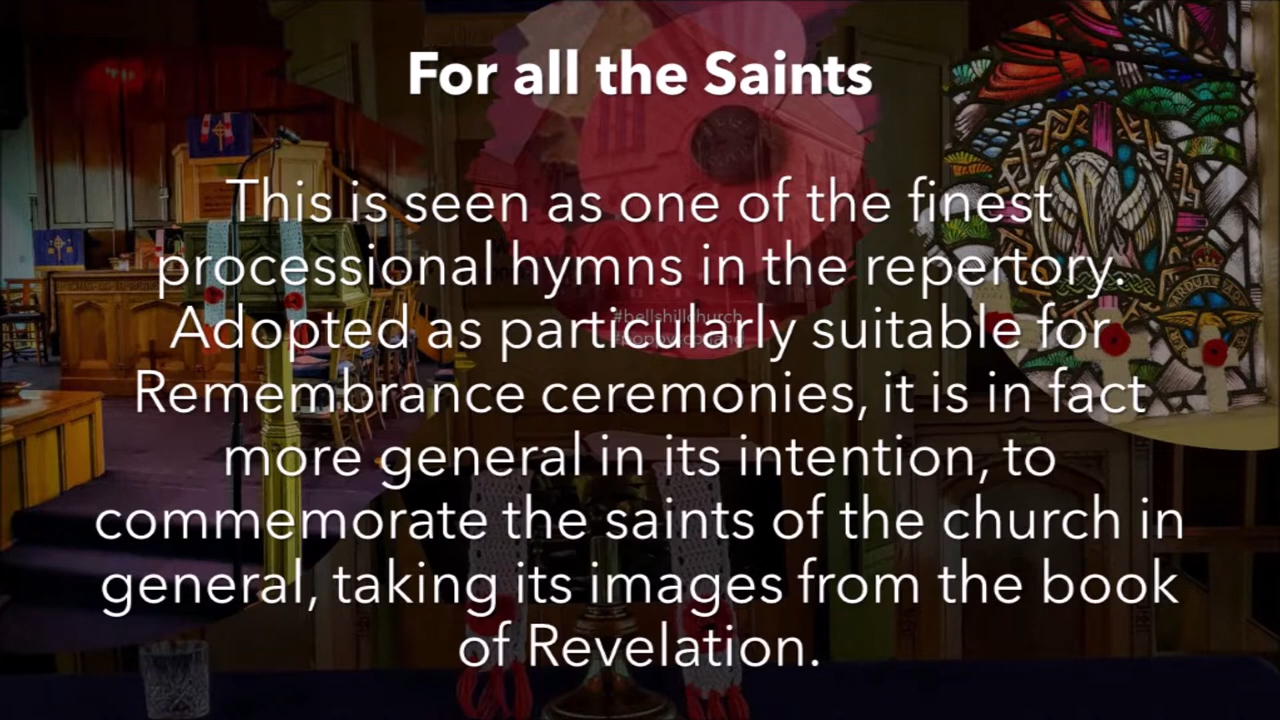 For all the Saints
This is seen as one of the finest
processional hymns in the repertory.
Adopted as particularly suitable for
#bellshillchurch
Remembrance ceremonies, it is in fact
more general in its intention, to
commemorate the saints of the church in
general, taking its images from the book
of Revelation.